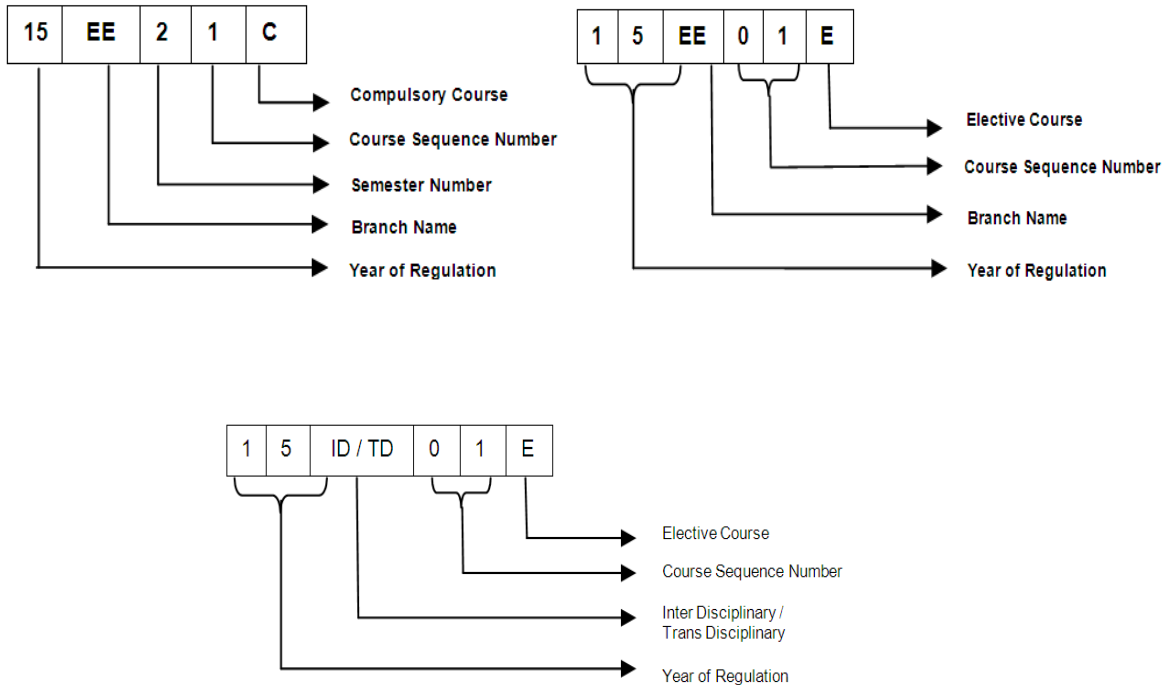 15 EE 2 1 C
Compulsory Course
Course Sequence Number
Semester Number
Branch Name
Year of Regulation
1 5 EE 0 1 E
Elective Course
Course Sequence Number
Branch Name
Year of Regulation
1 5 ID / TD 0 1 E
Elective Course
Course Sequence Number
Inter Disciplinary /
Trans Disciplinary
Year of Regulation